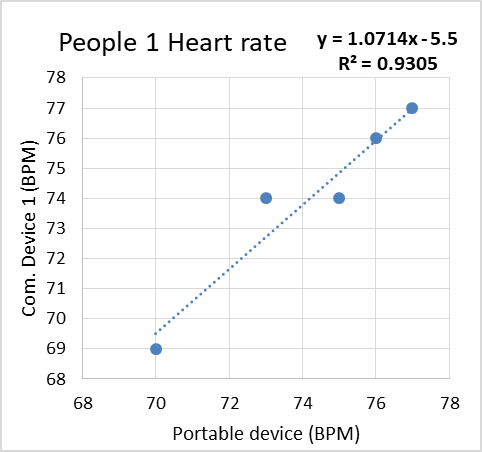 People 1 Heart rate
y = 1.0714x - 5.5
R² = 0.9305
78
77
76
75
74
73
72
71
70
69
68
Com. Device 1 (BPM)
68 70 72 74 76 78
Portable device (BPM)